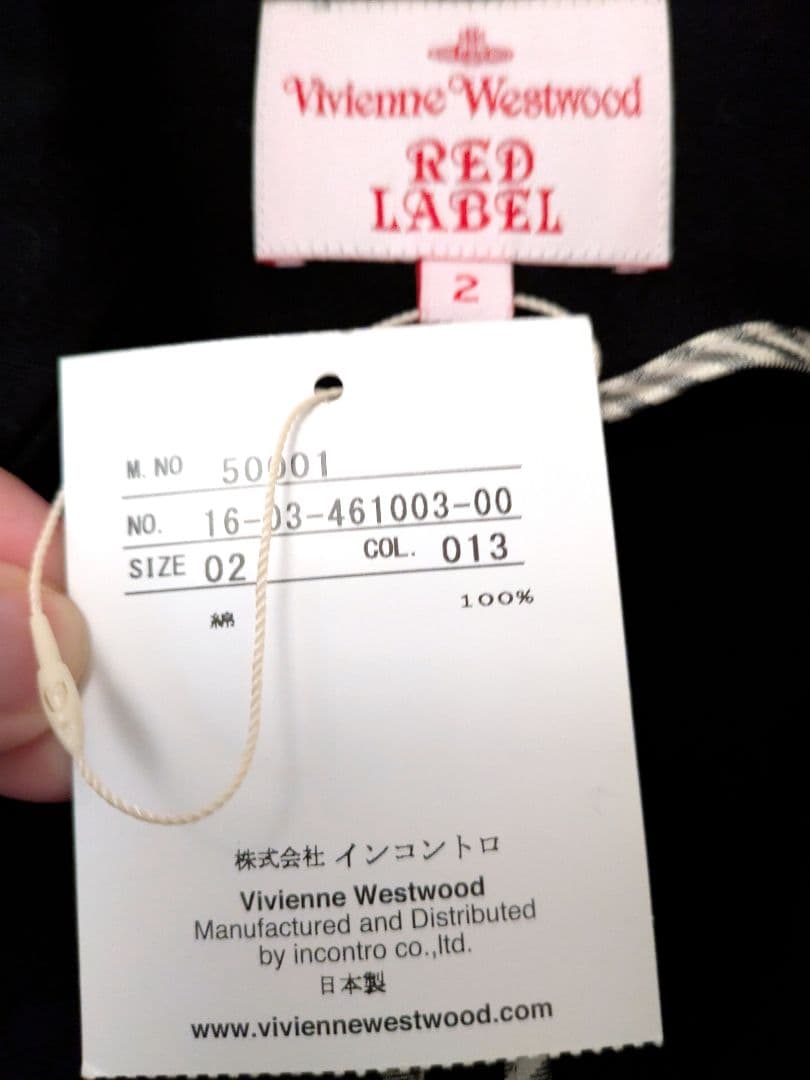 Vivienne Westwood
RED
LABEL
2
M. NO 50001
NO. 16-03-461003-00
SIZE 02 COL. 013
綿 100%
株式会社 インコントロ
Vivienne Westwood
Manufactured and Distributed
by incontro co.,ltd.
日本製
www.viviennewestwood.com